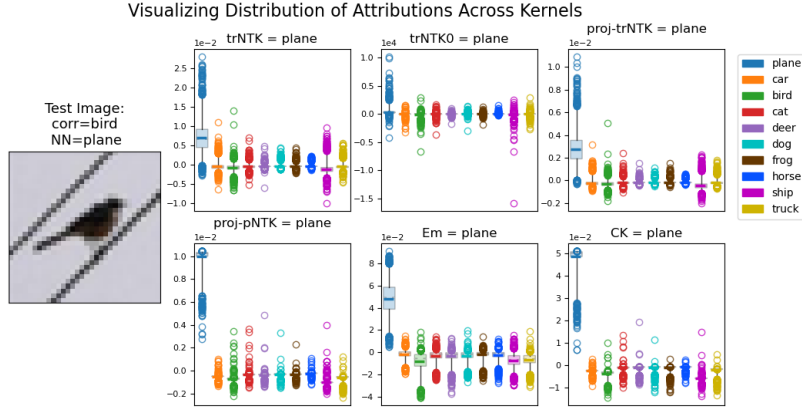 Visualizing Distribution of Attributions Across Kernels
Test Image:
corr=bird
NN=plane
trNTK = plane
1e−2
2.5
2.0
1.5
1.0
0.5
0.0
−0.5
−1.0
trNTK0 = plane
1e4
10.0
5.0
0.0
−5.0
−10.0
−15.0
proj-trNTK = plane
1e−2
1.0
0.8
0.6
0.4
0.2
0.0
−0.2
plane
car
bird
cat
deer
dog
frog
horse
ship
truck
proj-pNTK = plane
1e−2
1.0
0.8
0.6
0.4
0.2
0.0
−0.2
Em = plane
1e−2
8
6
4
2
0
−2
−4
CK = plane
1e−2
5
4
3
2
1
0
−1